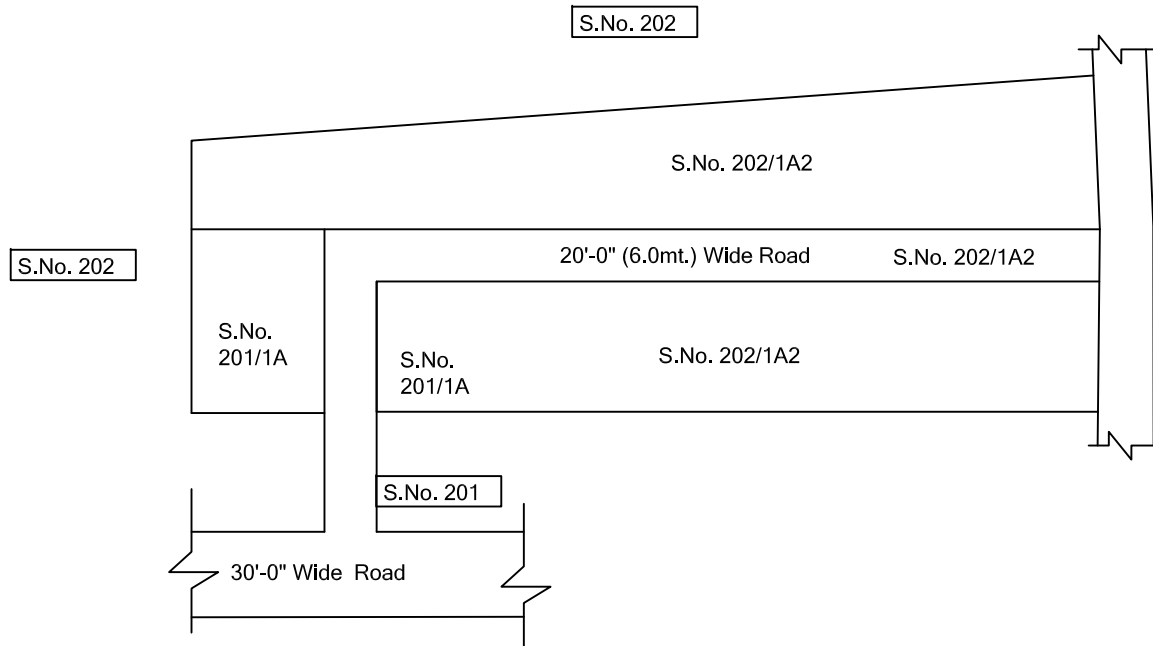 S.No. 202
S.No. 202/1A2
S.No. 202
20'-0" (6.0mt.) Wide Road
S.No. 202/1A2
S.No.
201/1A
S.No.
201/1A
S.No. 202/1A2
S.No. 201
30'-0" Wide Road